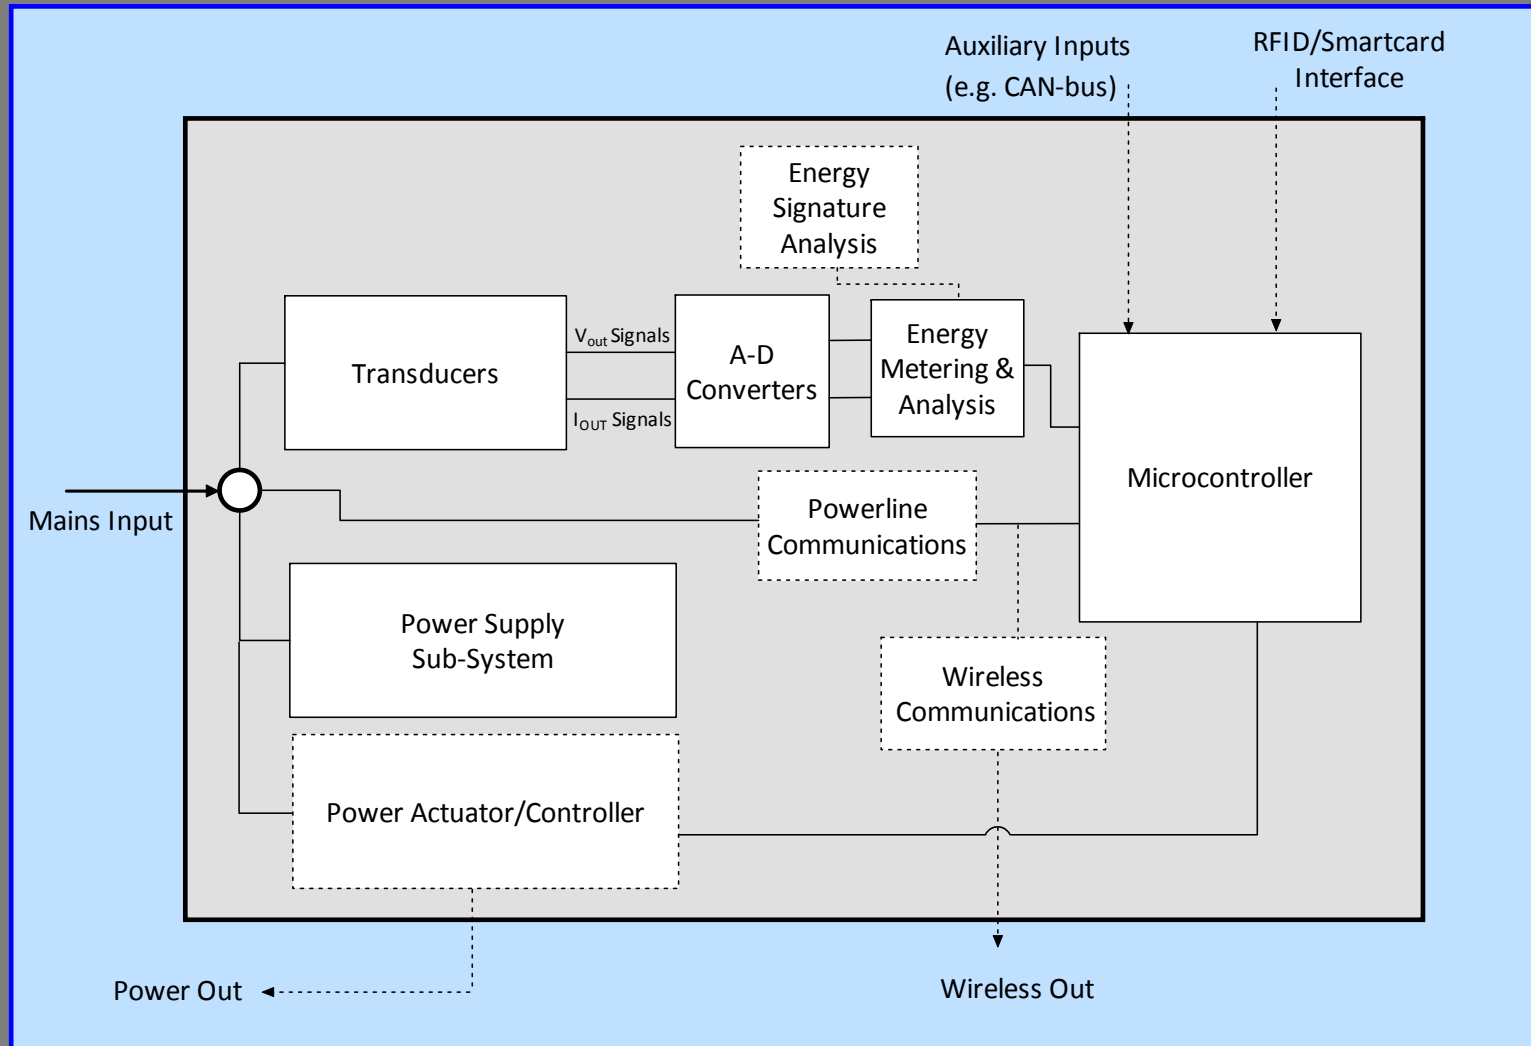 Auxiliary Inputs
(e.g. CAN-bus)
RFID/Smartcard
Interface
Energy
Signature
Analysis
Transducers
Vout Signals
IOUT Signals
A-D
Converters
Energy
Metering &
Analysis
Microcontroller
Mains Input
Powerline
Communications
Power Supply
Sub-System
Wireless
Communications
Power Actuator/Controller
Power Out
Wireless Out